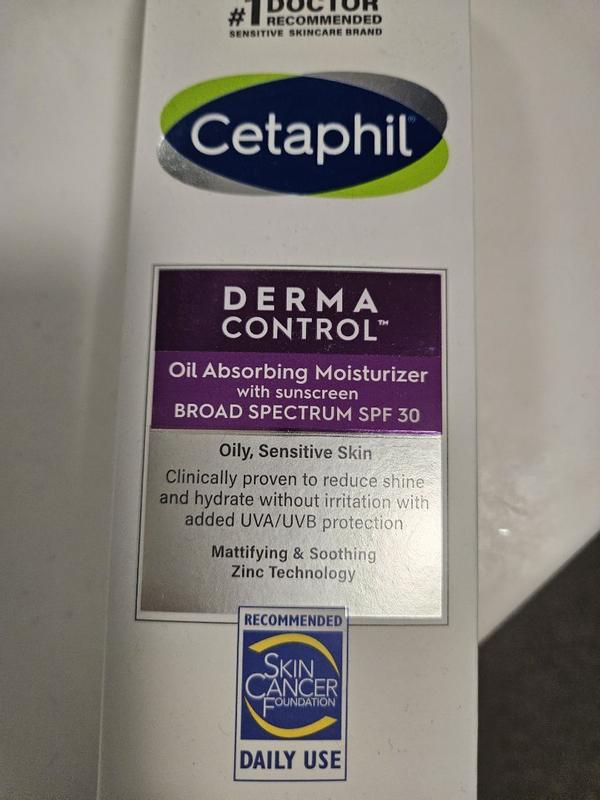 #1 DOCTOR
RECOMMENDED
SENSITIVE SKINCARE BRAND
Cetaphil®
DERMA
CONTROL™
Oil Absorbing Moisturizer
with sunscreen
BROAD SPECTRUM SPF 30
Oily, Sensitive Skin
Clinically proven to reduce shine
and hydrate without irritation with
added UVA/UVB protection
Mattifying & Soothing
Zinc Technology
RECOMMENDED
SKIN
CANCER
FOUNDATION
DAILY USE